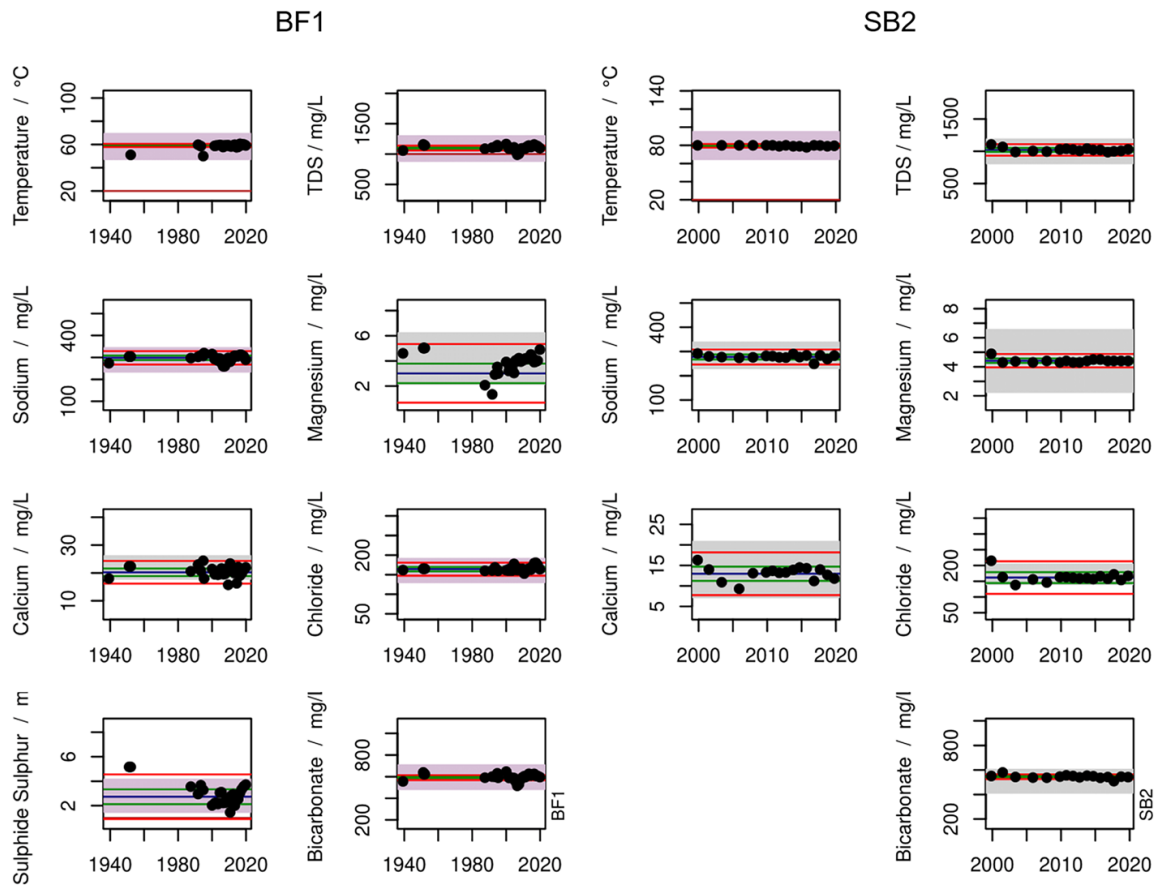 BF1
SB2
Temperature / °C
100
60
20
1940 1980 2020
TDS / mg/L
1500
500
1940 1980 2020
Temperature / °C
140
80
20
2000 2010 2020
TDS / mg/L
1500
500
2000 2010 2020
Sodium / mg/L
400
100
1940 1980 2020
Magnesium / mg/L
6
2
1940 1980 2020
Sodium / mg/L
400
100
2000 2010 2020
Magnesium / mg/L
8
6
4
2
2000 2010 2020
Calcium / mg/L
30
10
1940 1980 2020
Chloride / mg/L
200
50
1940 1980 2020
Calcium / mg/L
25
15
5
2000 2010 2020
Chloride / mg/L
200
50
2000 2010 2020
Sulphide Sulphur / m
6
2
1940 1980 2020
Bicarbonate / mg/l
800
200
1940 1980 2020
BF1
Bicarbonate / mg/l
800
200
2000 2010 2020
SB2